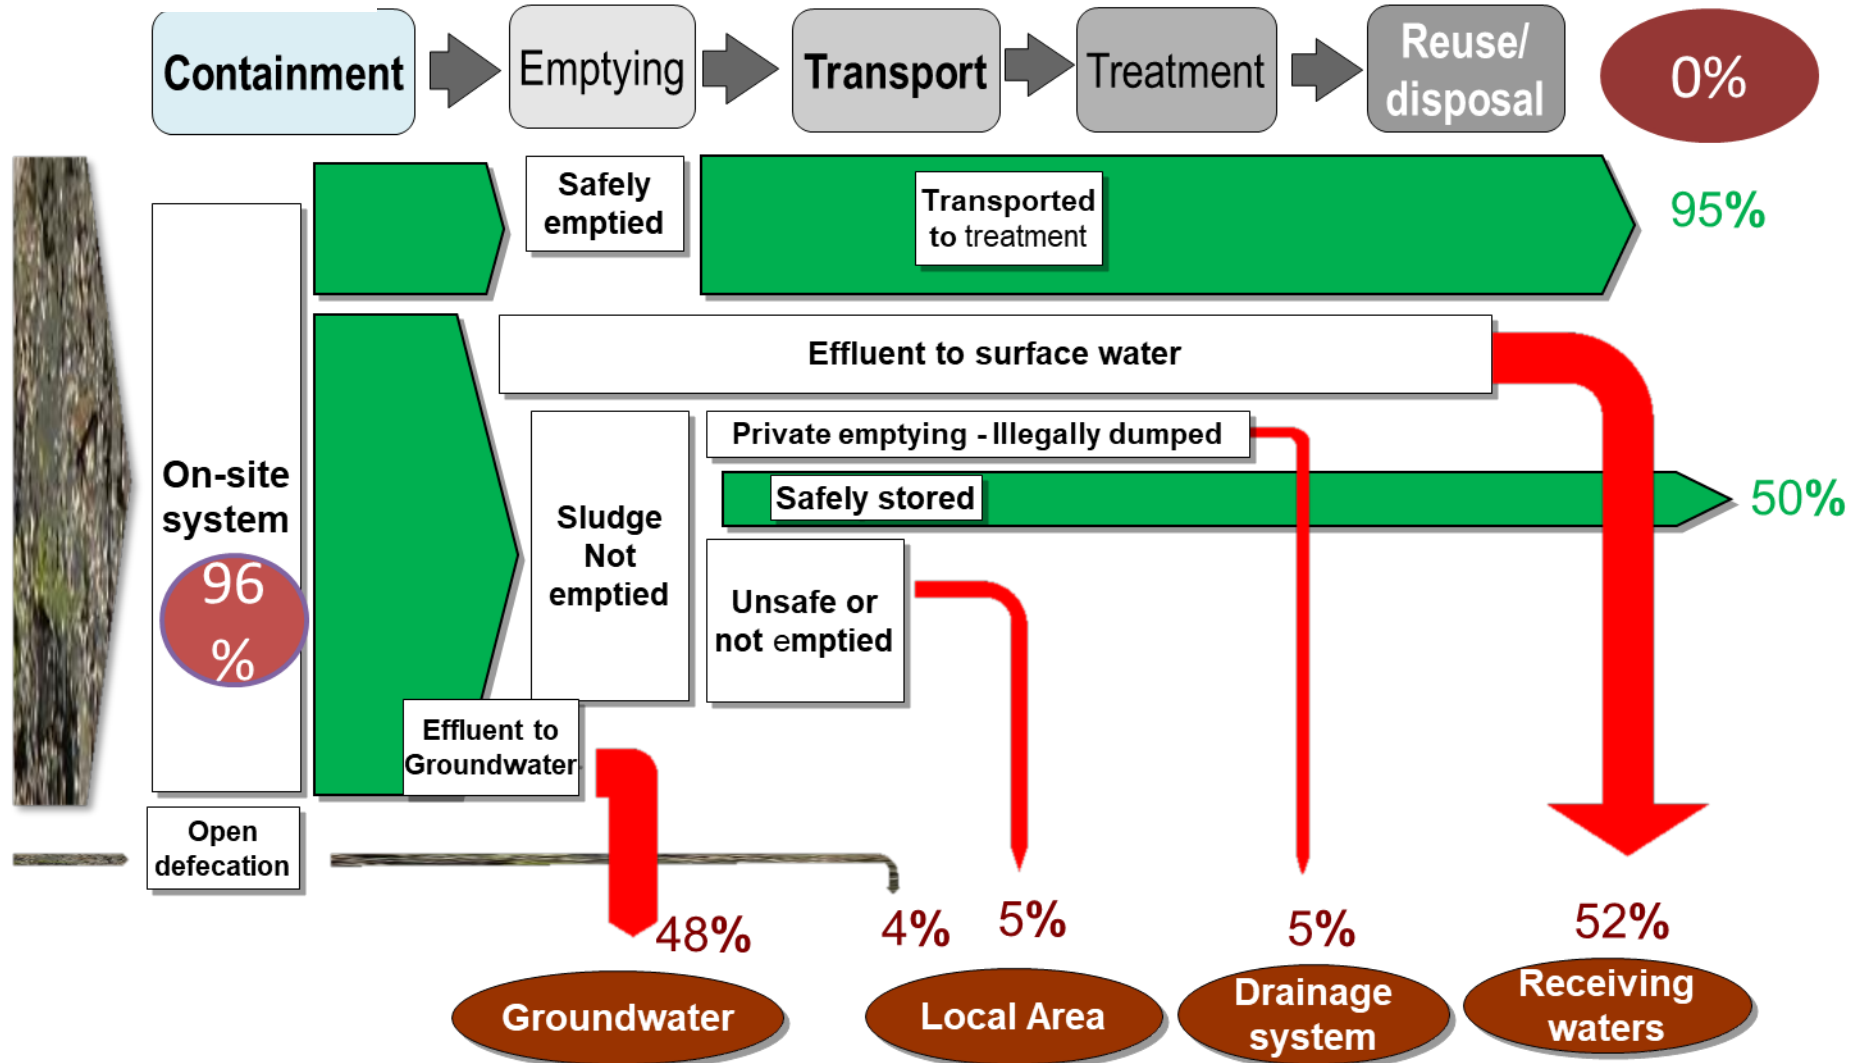 Containment
Emptying
Transport
Treatment
Reuse/
disposal
0%
Safely
emptied
Transported
to treatment
95%
Effluent to surface water
Private emptying - Illegally dumped
On-site
system
96
%
Sludge
Not
emptied
Safely stored
50%
Unsafe or
not emptied
Effluent to
Groundwater
Open
defecation
48%
4%
5%
5%
52%
Groundwater
Local Area
Drainage
system
Receiving
waters